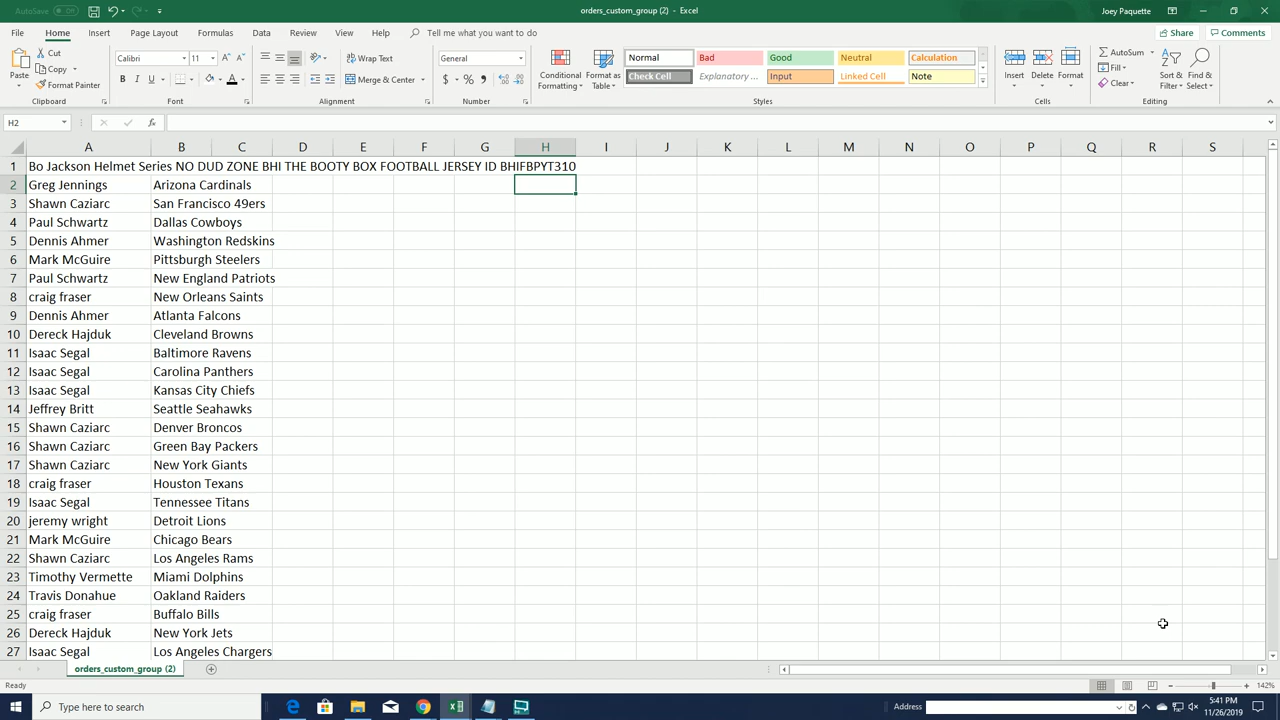 AutoSave Off
orders_custom_group (2) - Excel
Joey Paquette
File Home Insert Page Layout Formulas Data Review View Help Tell me what you want to do
Share Comments
Paste
Cut
Copy
Format Painter
Clipboard
Calibri 11
B I U
Font
Wrap Text
Merge & Center
Alignment
General
$ % ,
Number
Conditional Formatting
Format as Table
Normal Bad Good Neutral Calculation
Check Cell Explanatory ... Input Linked Cell Note
Styles
Insert Delete Format
Cells
AutoSum
Fill
Clear
Sort & Filter
Find & Select
Editing
H2
A B C D E F G H I J K L M N O P Q R S
1 Bo Jackson Helmet Series NO DUD ZONE BHI THE BOOTY BOX FOOTBALL JERSEY ID BHIFBPYT310
2 Greg Jennings Arizona Cardinals
3 Shawn Caziarc San Francisco 49ers
4 Paul Schwartz Dallas Cowboys
5 Dennis Ahmer Washington Redskins
6 Mark McGuire Pittsburgh Steelers
7 Paul Schwartz New England Patriots
8 craig fraser New Orleans Saints
9 Dennis Ahmer Atlanta Falcons
10 Dereck Hajduk Cleveland Browns
11 Isaac Segal Baltimore Ravens
12 Isaac Segal Carolina Panthers
13 Isaac Segal Kansas City Chiefs
14 Jeffrey Britt Seattle Seahawks
15 Shawn Caziarc Denver Broncos
16 Shawn Caziarc Green Bay Packers
17 Shawn Caziarc New York Giants
18 craig fraser Houston Texans
19 Isaac Segal Tennessee Titans
20 jeremy wright Detroit Lions
21 Mark McGuire Chicago Bears
22 Shawn Caziarc Los Angeles Rams
23 Timothy Vermette Miami Dolphins
24 Travis Donahue Oakland Raiders
25 craig fraser Buffalo Bills
26 Dereck Hajduk New York Jets
27 Isaac Segal Los Angeles Chargers
orders_custom_group (2)
Ready
142%
Type here to search
Address
5:41 PM
11/26/2019